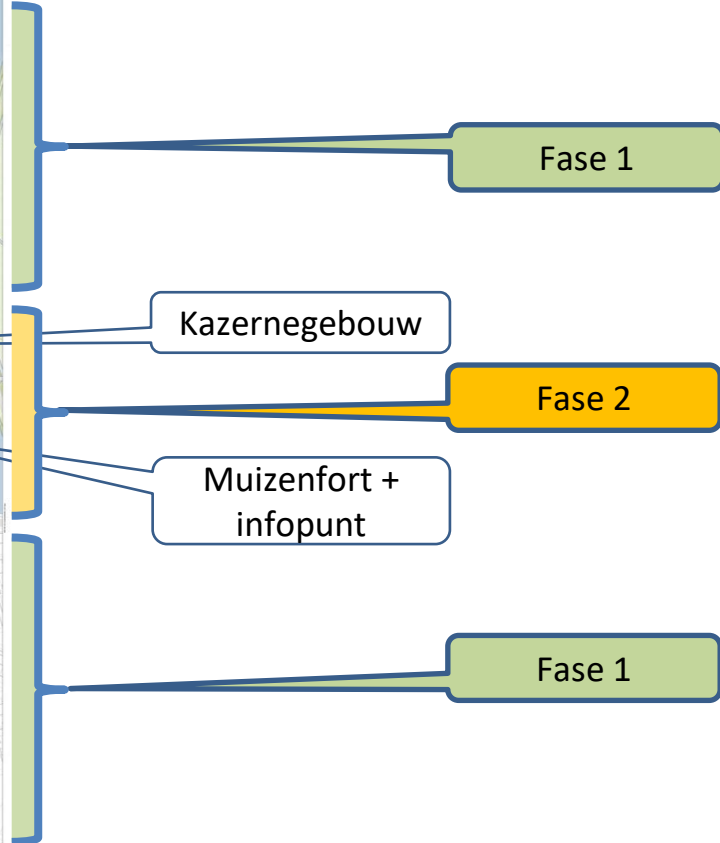 Fase 1
Kazernegebouw
Fase 2
Muizenfort +
infopunt
Fase 1